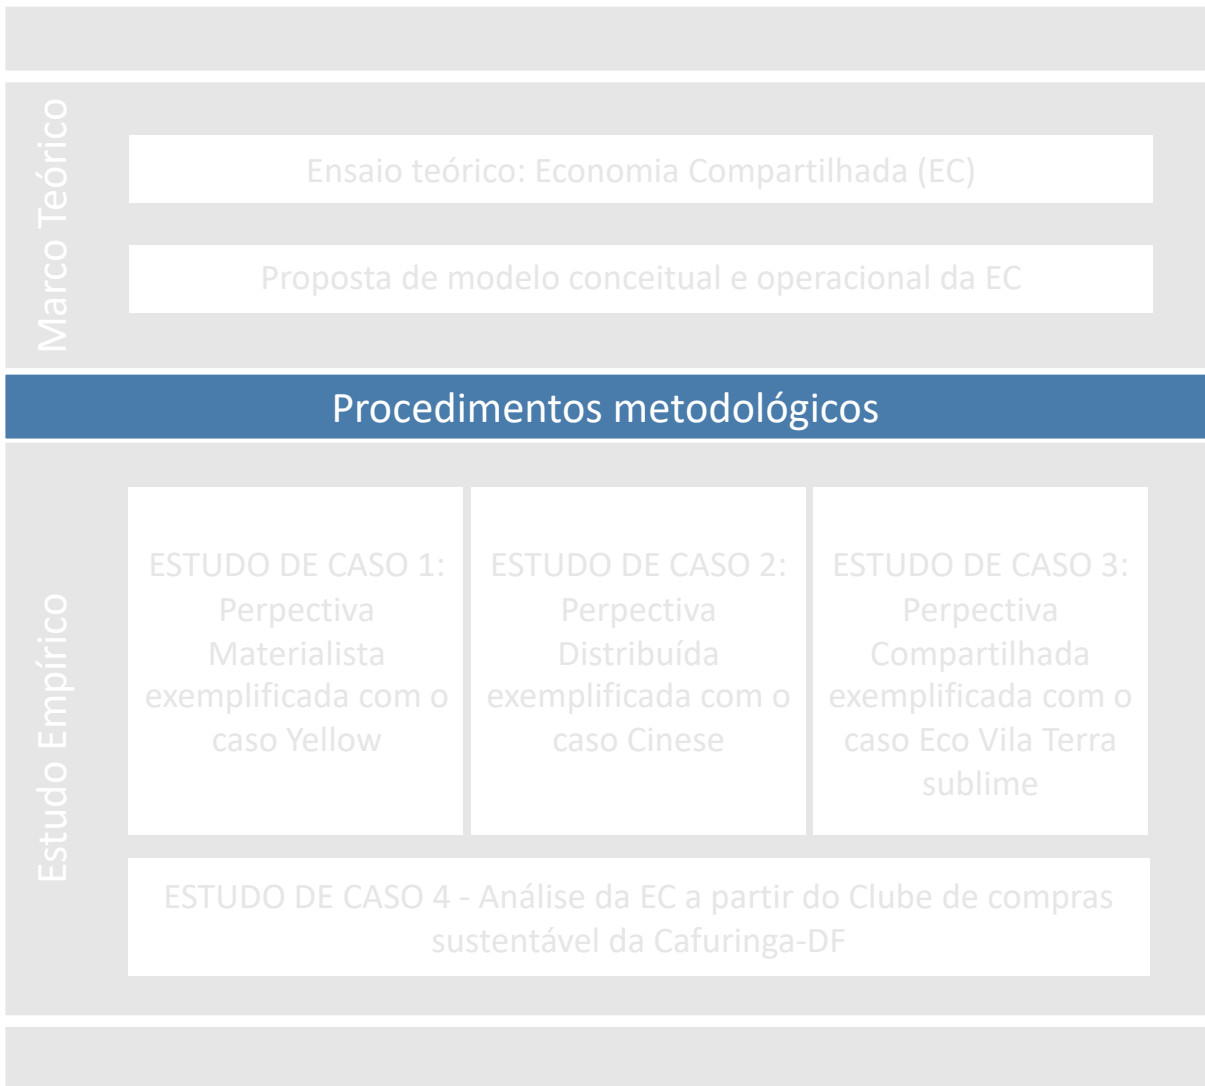 Marco Teórico
Ensaio teórico: Economia Compartilhada (EC)
Proposta de modelo conceitual e operacional da EC
Procedimentos metodológicos
Estudo Empírico
ESTUDO DE CASO 1:
Perpectiva
Materialista
exemplificada com o
caso Yellow
ESTUDO DE CASO 2:
Perpectiva
Distribuída
exemplificada com o
caso Cinese
ESTUDO DE CASO 3:
Perpectiva
Compartilhada
exemplificada com o
caso Eco Vila Terra
sublime
ESTUDO DE CASO 4 - Análise da EC a partir do Clube de compras
sustentável da Cafuringa-DF